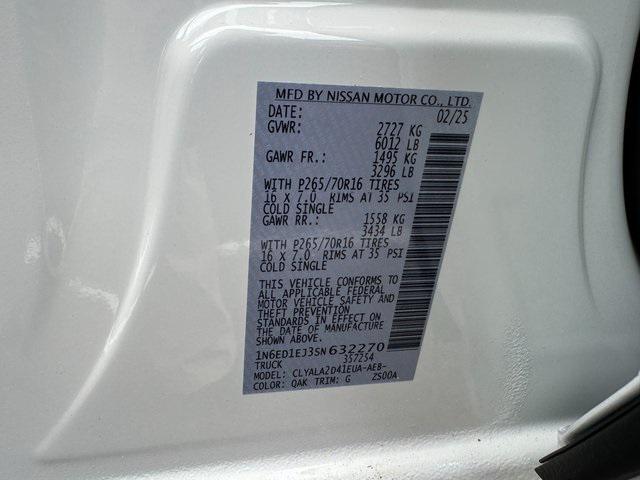 MFD BY NISSAN MOTOR CO., LTD.
DATE: 02/25
GVWR: 2727 KG
6012 LB
GAWR FR.: 1495 KG
3296 LB
WITH P265/70R16 TIRES
16 X 7.0 RIMS AT 35 PSI
COLD SINGLE
GAWR RR.: 1558 KG
3434 LB
WITH P265/70R16 TIRES
16 X 7.0 RIMS AT 35 PSI
COLD SINGLE
THIS VEHICLE CONFORMS TO
ALL APPLICABLE FEDERAL
MOTOR VEHICLE SAFETY AND
THEFT PREVENTION
STANDARDS IN EFFECT ON
THE DATE OF MANUFACTURE
SHOWN ABOVE.
1N6ED1EJ3SN632270
TRUCK 357254
MODEL: CLYALA2D41EUA-AEB-
COLOR: QAK TRIM: G ZS00A